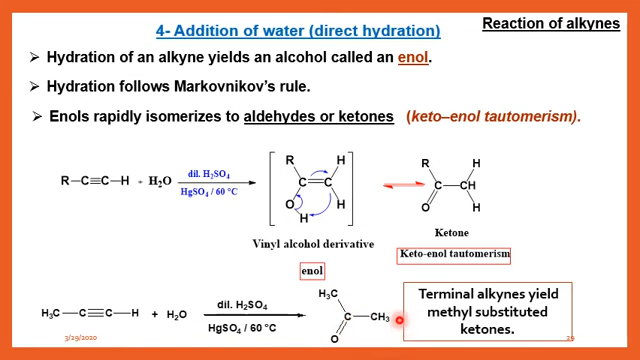 Reaction of alkynes
4- Addition of water (direct hydration)
➢ Hydration of an alkyne yields an alcohol called an enol.
➢ Hydration follows Markovnikov's rule.
➢ Enols rapidly isomerizes to aldehydes or ketones (keto–enol tautomerism).
R—C≡C—H + H₂O
dil. H₂SO₄
HgSO₄ / 60 °C
R H
C=C
O H
H
R H
C—CH
O H
Vinyl alcohol derivative
enol
Ketone
Keto-enol tautomerism
H₃C—C≡C—H + H₂O
dil. H₂SO₄
HgSO₄ / 60 °C
H₃C
C—CH₃
O
Terminal alkynes yield
methyl substituted
ketones.
3/29/2020
29